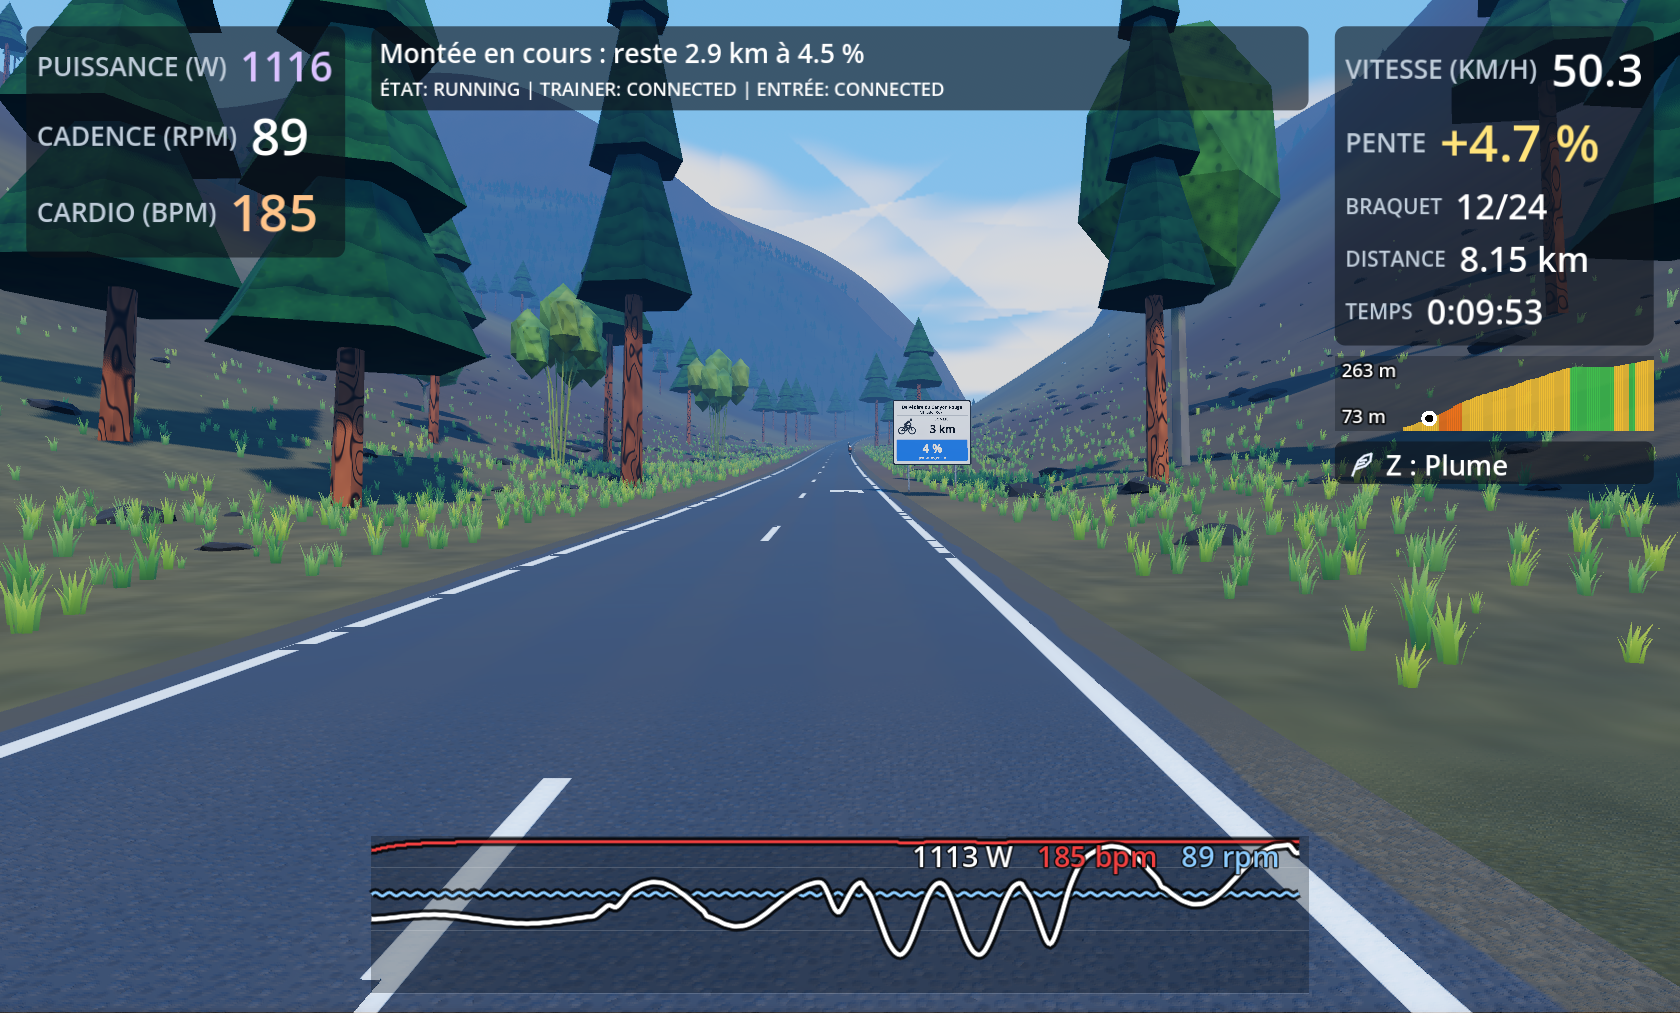 PUISSANCE (W) 1116
CADENCE (RPM) 89
CARDIO (BPM) 185
Montée en cours : reste 2.9 km à 4.5 %
ÉTAT: RUNNING | TRAINER: CONNECTED | ENTRÉE: CONNECTED
VITESSE (KM/H) 50.3
PENTE +4.7 %
BRAQUET 12/24
DISTANCE 8.15 km
TEMPS 0:09:53
263 m
73 m
Z : Plume
3 km
4 %
1113 W 185 bpm 89 rpm